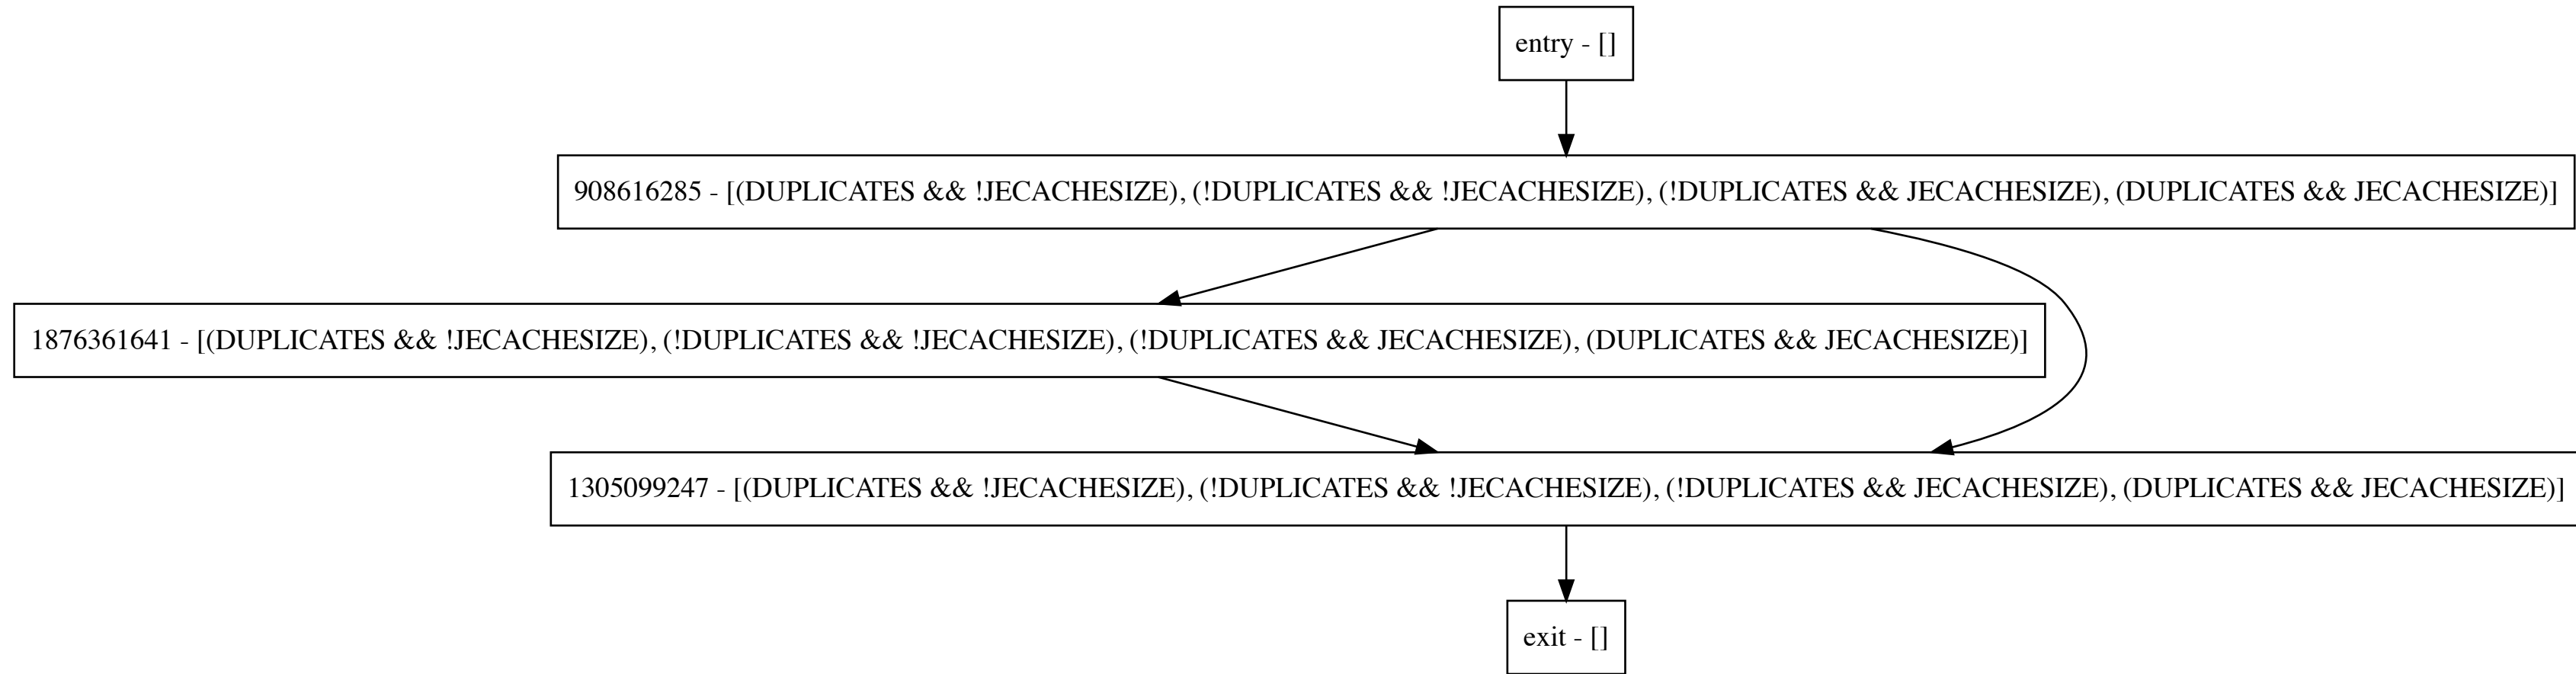 entry - []
908616285 - [(DUPLICATES && !JECACHESIZE), (!DUPLICATES && !JECACHESIZE), (!DUPLICATES && JECACHESIZE), (DUPLICATES && JECACHESIZE)]
1876361641 - [(DUPLICATES && !JECACHESIZE), (!DUPLICATES && !JECACHESIZE), (!DUPLICATES && JECACHESIZE), (DUPLICATES && JECACHESIZE)]
1305099247 - [(DUPLICATES && !JECACHESIZE), (!DUPLICATES && !JECACHESIZE), (!DUPLICATES && JECACHESIZE), (DUPLICATES && JECACHESIZE)]
exit - []